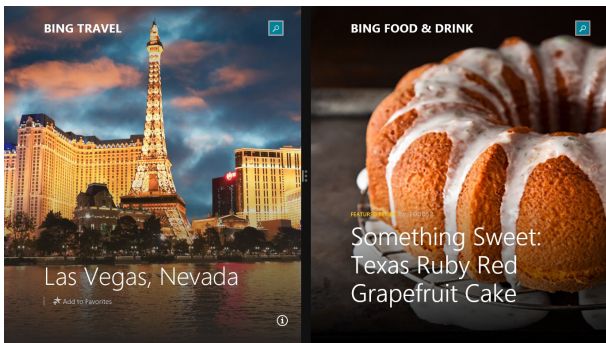 BING TRAVEL
Las Vegas, Nevada
Add to Favorites
BING FOOD & DRINK
Something Sweet:
Texas Ruby Red
Grapefruit Cake